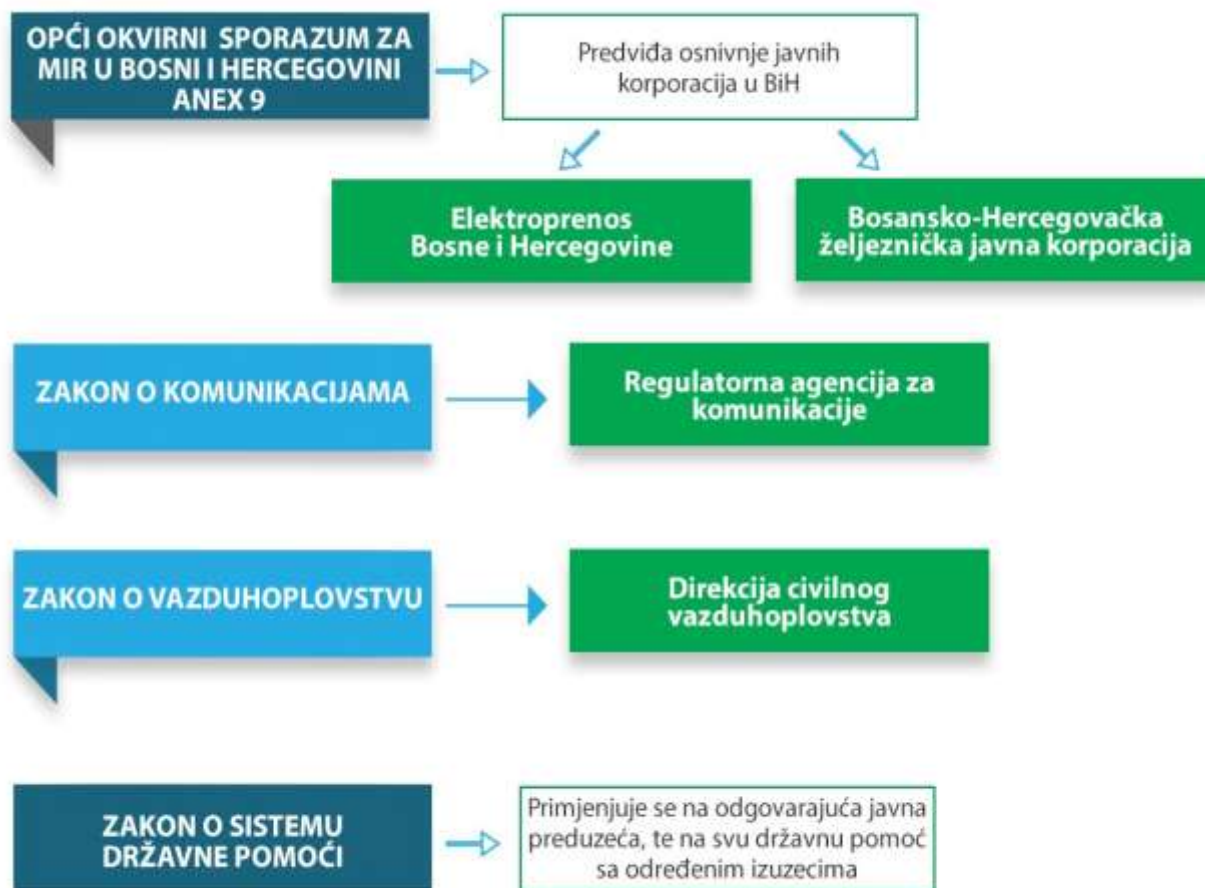 OPĆI OKVIRNI SPORAZUM ZA
MIR U BOSNI I HERCEGOVINI
ANEX 9
Predviđa osnivnje javnih
korporacija u BiH
Elektroprenos
Bosne i Hercegovine
Bosansko-Hercegovačka
željeznička javna korporacija
ZAKON O KOMUNIKACIJAMA
Regulatorna agencija za
komunikacije
ZAKON O VAZDUHOPLOVSTVU
Direkcija civilnog
vazduhoplovstva
ZAKON O SISTEMU
DRŽAVNE POMOĆI
Primjenjuje se na odgovarajuća javna
preduzeća, te na svu državnu pomoć
sa određenim izuzecima